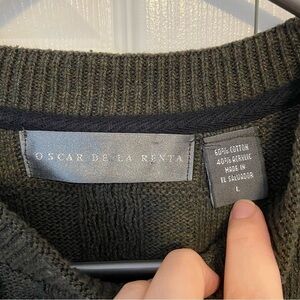 OSCAR DE LA RENTA
60% COTTON
40% ACRYLIC
MADE IN
EL SALVADOR
L